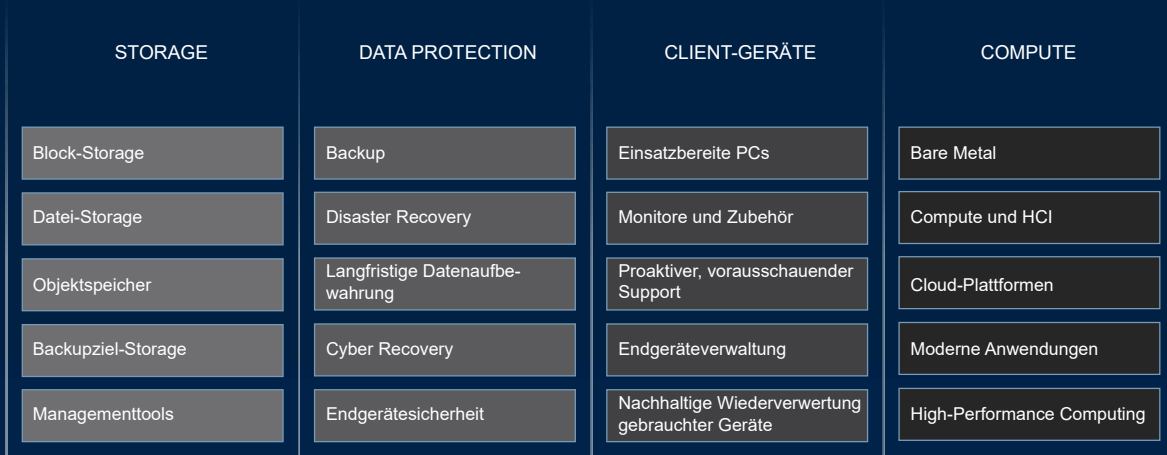 STORAGE
Block-Storage
Datei-Storage
Objektspeicher
Backupziel-Storage
Managementtools
DATA PROTECTION
Backup
Disaster Recovery
Langfristige Datenaufbe-
wahrung
Cyber Recovery
Endgerätesicherheit
CLIENT-GERÄTE
Einsatzbereite PCs
Monitore und Zubehör
Proaktiver, vorausschauender
Support
Endgeräteverwaltung
Nachhaltige Wiederverwertung
gebrauchter Geräte
COMPUTE
Bare Metal
Compute und HCI
Cloud-Plattformen
Moderne Anwendungen
High-Performance Computing